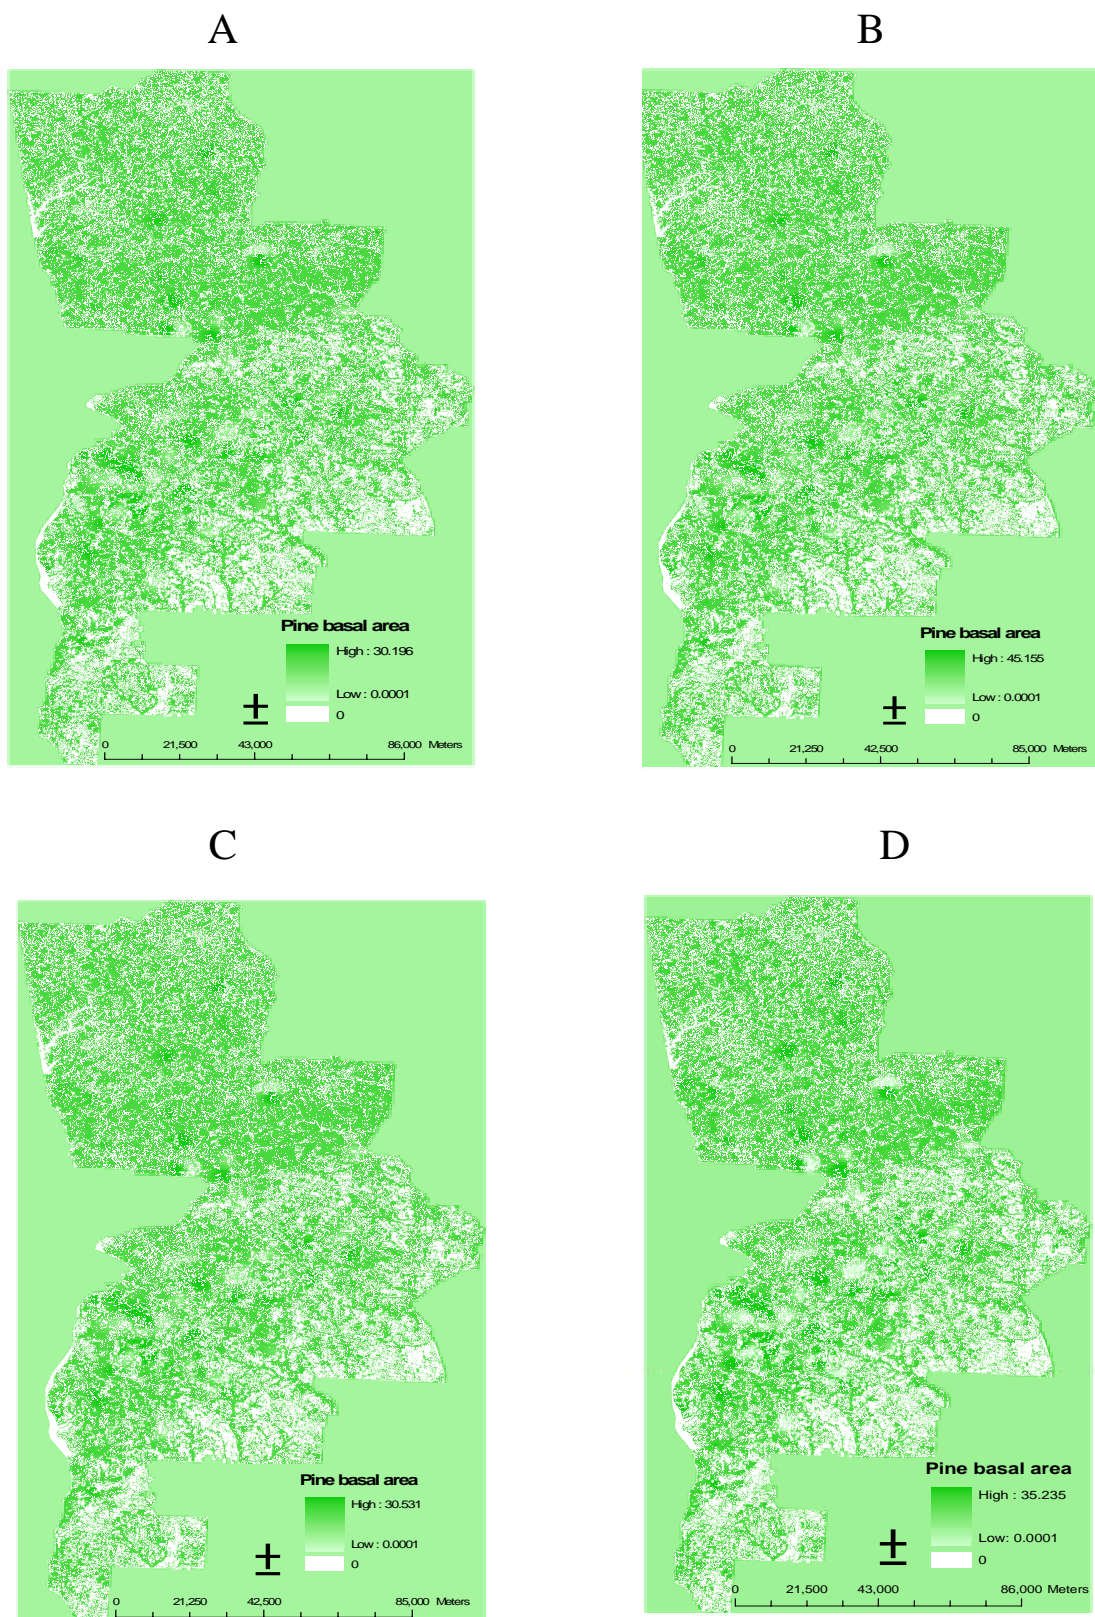 A
B
Pine basal area
High : 30.196
Low : 0.0001
0
±
0 21,500 43,000 86,000 Meters
Pine basal area
High : 45.155
Low : 0.0001
0
±
0 21,250 42,500 85,000 Meters
C
D
Pine basal area
High : 30.531
Low : 0.0001
0
±
0 21,250 42,500 85,000 Meters
Pine basal area
High : 35.235
Low: 0.0001
0
±
0 21,500 43,000 86,000 Meters